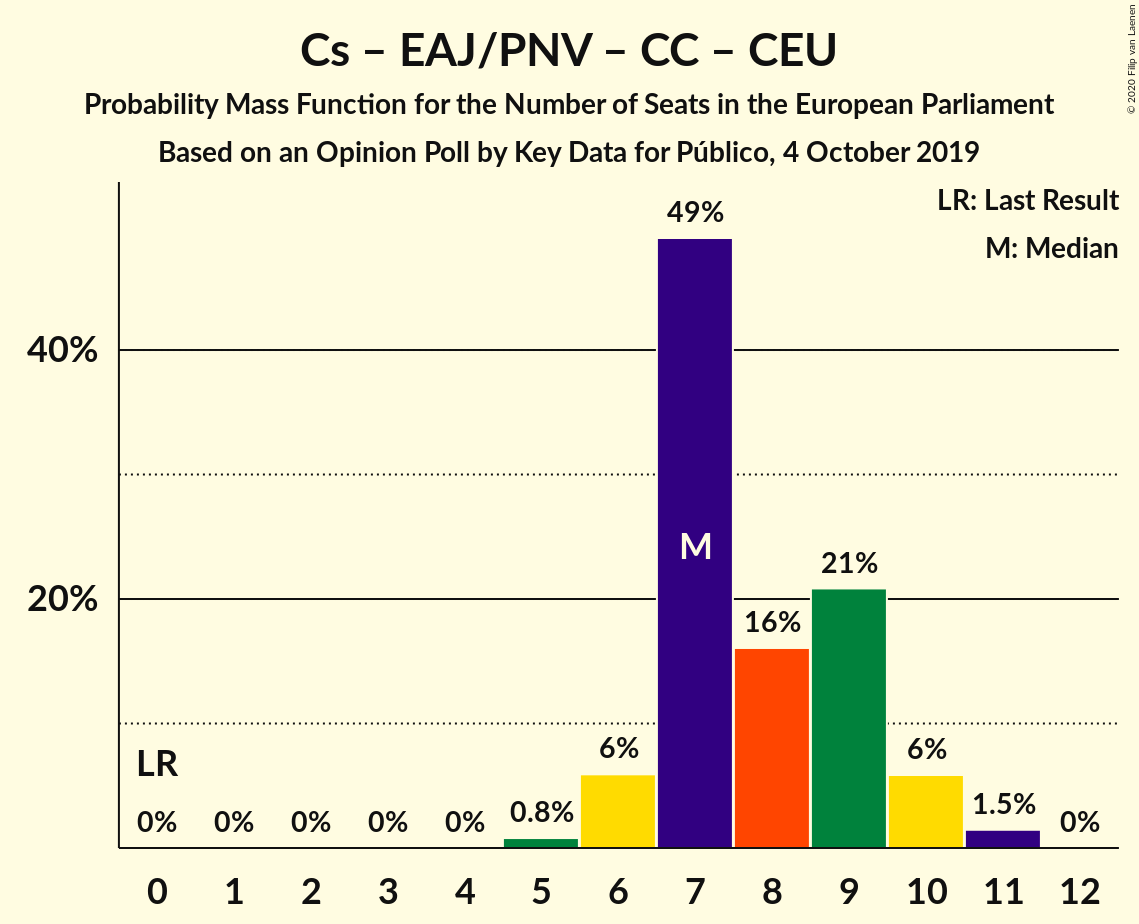 Cs – EAJ/PNV – CC – CEU
Probability Mass Function for the Number of Seats in the European Parliament
Based on an Opinion Poll by Key Data for Público, 4 October 2019
© 2020 Filip van Laenen
LR: Last Result
M: Median
49%
40%
M
21%
20%
16%
LR
6%
6%
0%
0%
0%
0%
0%
0.8%
1.5%
0%
0 1 2 3 4 5 6 7 8 9 10 11 12